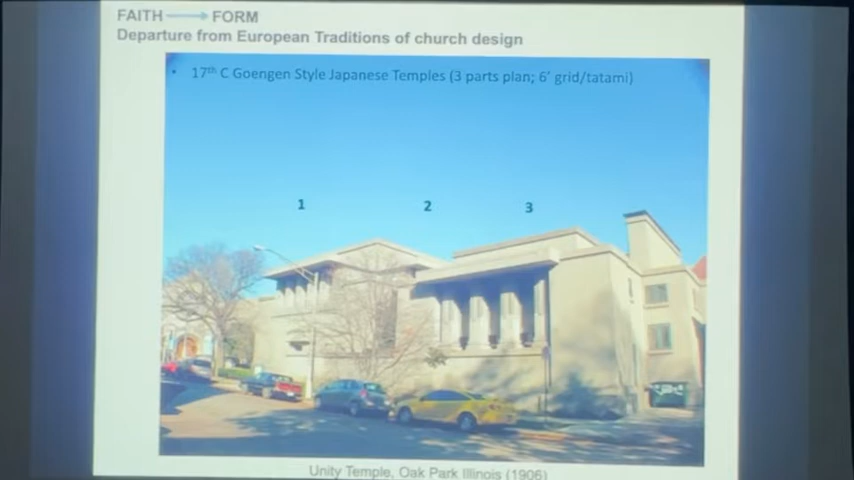 FAITH → FORM
Departure from European Traditions of church design
• 17th C Goengen Style Japanese Temples (3 parts plan; 6' grid/tatami)
1 2 3
Unity Temple, Oak Park Illinois (1906)